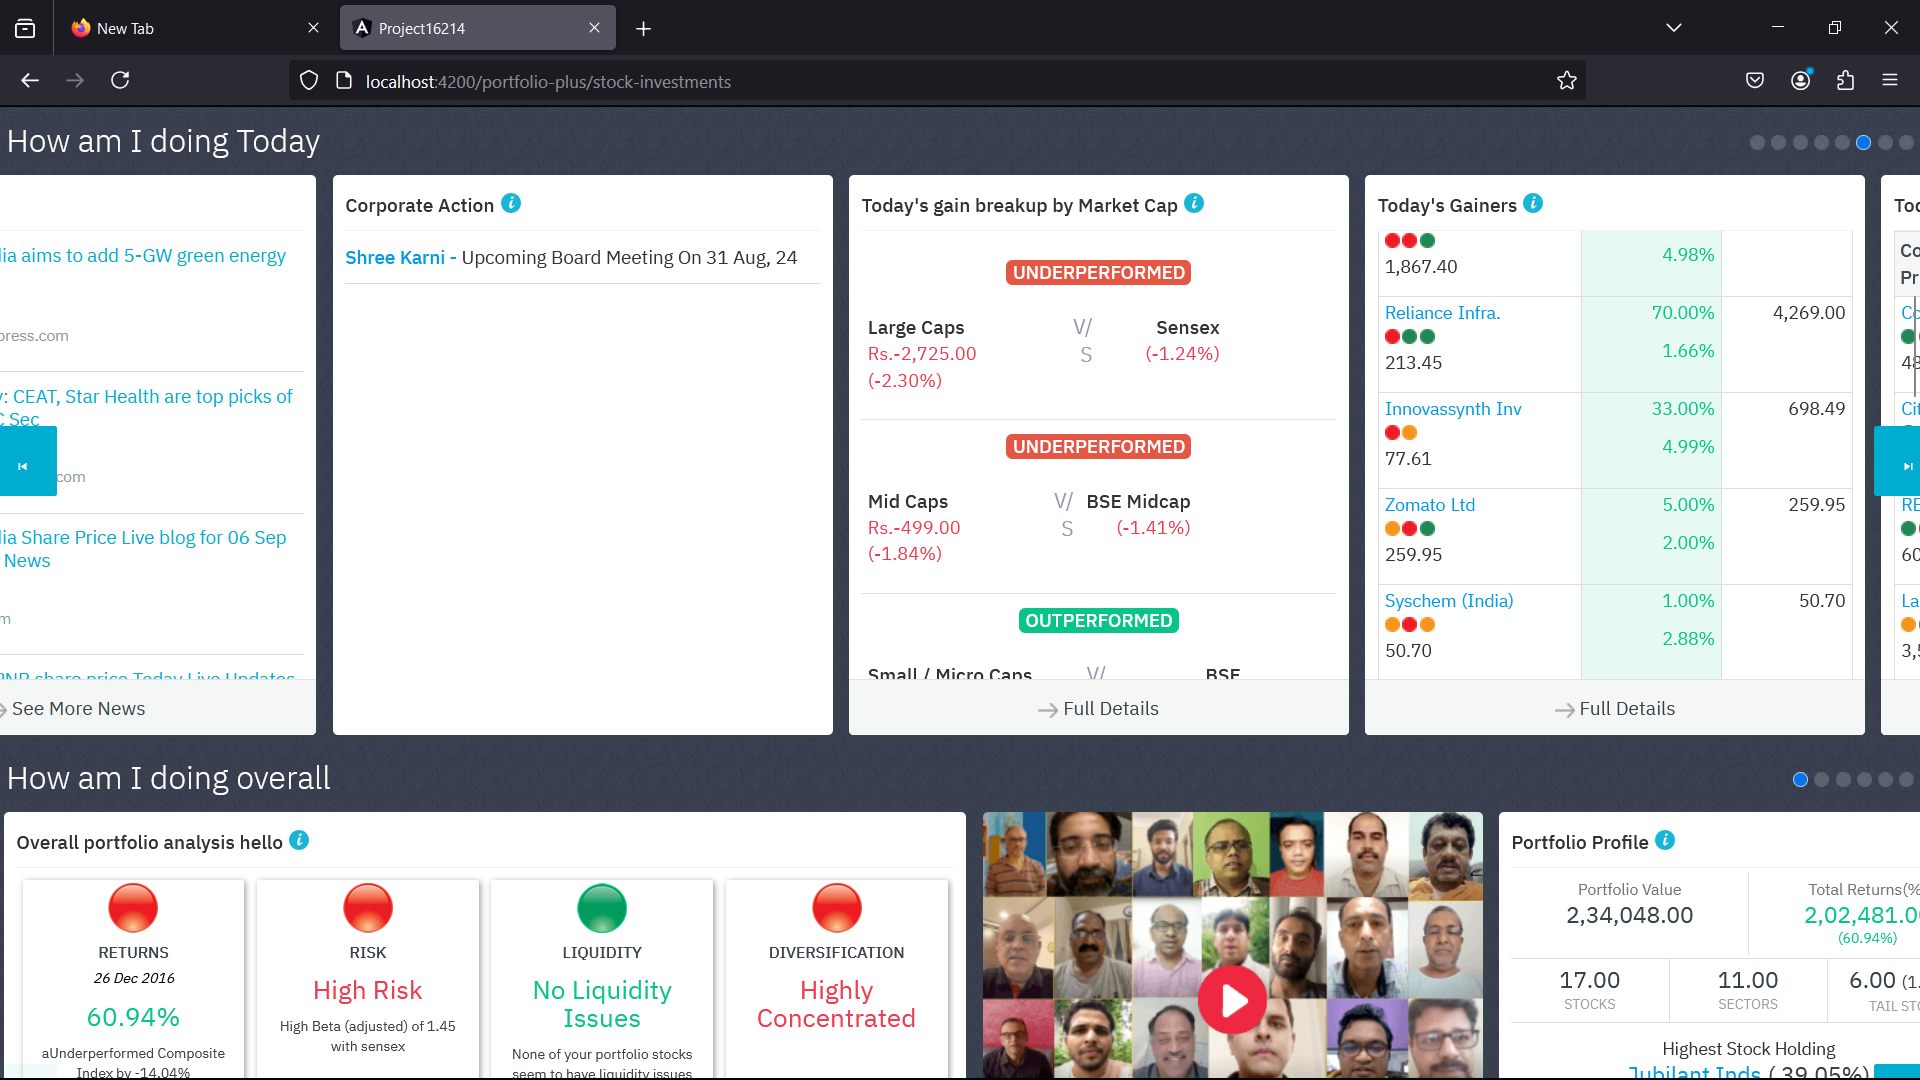 New Tab
Project16214
localhost:4200/portfolio-plus/stock-investments
How am I doing Today
dia aims to add 5-GW green energy
press.com
y: CEAT, Star Health are top picks of
C Sec
.com
dia Share Price Live blog for 06 Sep
News
m
PNB share price Today Live Updates
See More News
Corporate Action
Shree Karni - Upcoming Board Meeting On 31 Aug, 24
Today's gain breakup by Market Cap
UNDERPERFORMED
Large Caps V/ Sensex
Rs.-2,725.00 S (-1.24%)
(-2.30%)
UNDERPERFORMED
Mid Caps V/ BSE Midcap
Rs.-499.00 S (-1.41%)
(-1.84%)
OUTPERFORMED
Small / Micro Caps V/ BSE
Full Details
Today's Gainers
4.98%
1,867.40
Reliance Infra. 70.00% 4,269.00
1.66%
213.45
Innovassynth Inv 33.00% 698.49
4.99%
77.61
Zomato Ltd 5.00% 259.95
2.00%
259.95
Syschem (India) 1.00% 50.70
2.88%
50.70
Full Details
Co
Pr
Co
48
Cit
RE
60
La
3,5
How am I doing overall
Overall portfolio analysis hello
RETURNS
26 Dec 2016
60.94%
aUnderperformed Composite
Index by -14.04%
RISK
High Risk
High Beta (adjusted) of 1.45
with sensex
LIQUIDITY
No Liquidity
Issues
None of your portfolio stocks
seem to have liquidity issues
DIVERSIFICATION
Highly
Concentrated
Portfolio Profile
Portfolio Value Total Returns(%
2,34,048.00 2,02,481.0
(60.94%)
17.00 11.00 6.00 (1.
STOCKS SECTORS TAIL STO
Highest Stock Holding
Jubilant Inds ( 39.05%)